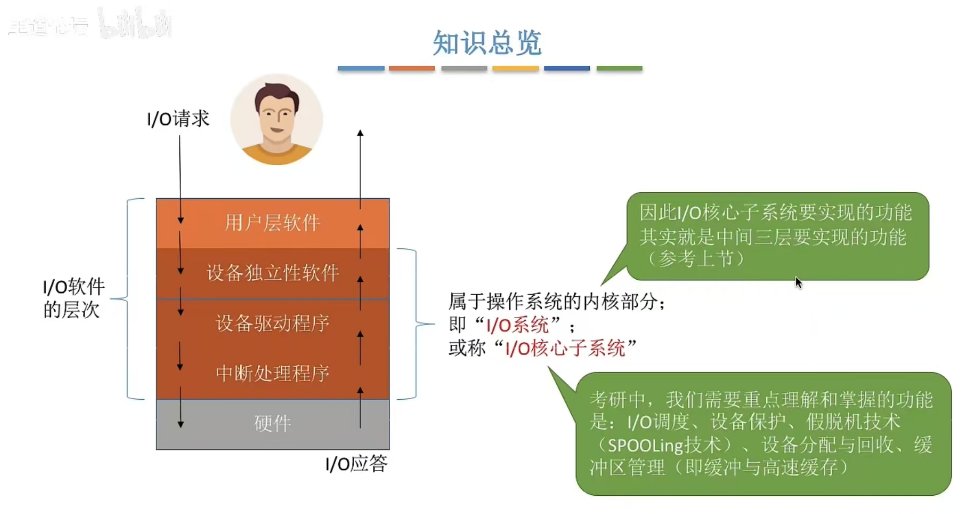 bilibili
知识总览
I/O请求
用户层软件
设备独立性软件
设备驱动程序
中断处理程序
硬件
I/O软件
的层次
I/O应答
属于操作系统的内核部分；
即“I/O系统”；
或称“I/O核心子系统”
因此I/O核心子系统要实现的功能
其实就是中间三层要实现的功能
（参考上节）
考研中，我们需要重点理解和掌握的功能
是：I/O调度、设备保护、假脱机技术
（SPOOLing技术）、设备分配与回收、缓
冲区管理（即缓冲与高速缓存）